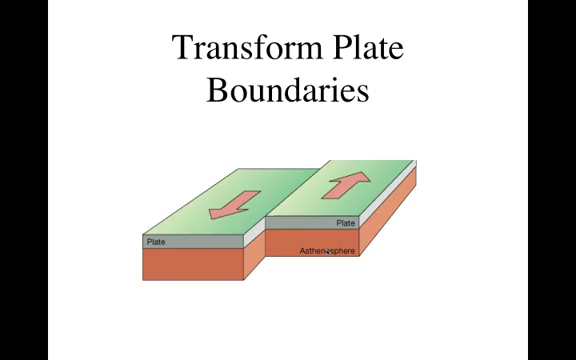 Transform Plate
Boundaries
Plate
Plate
Asthenosphere